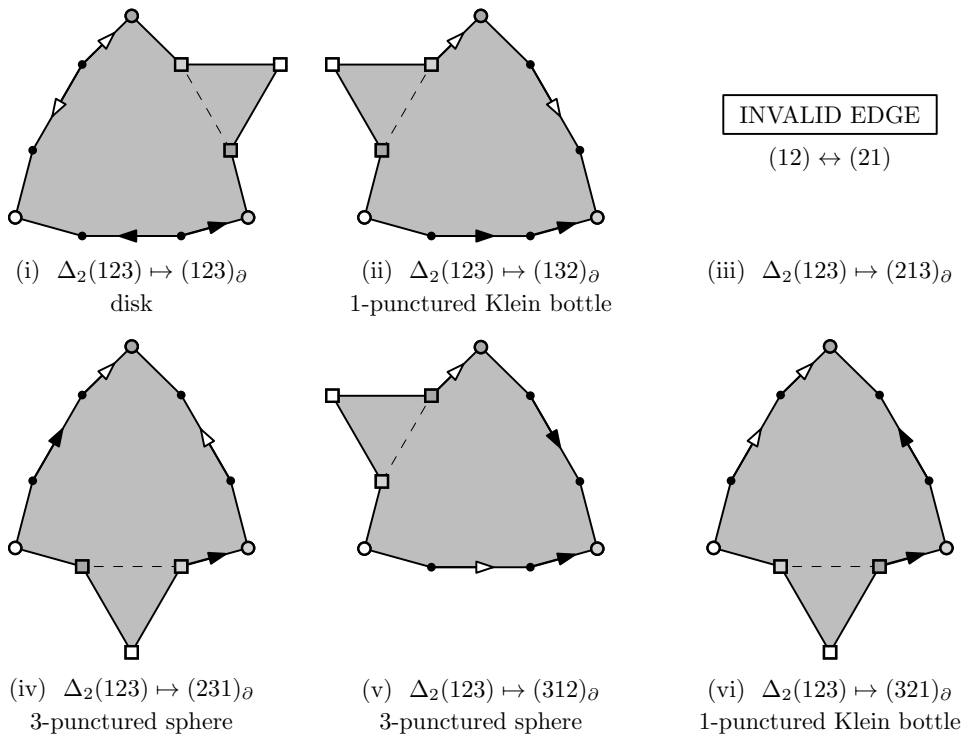 INVALID EDGE
(12) ↔ (21)
(i) Δ₂(123) ↦ (123)∂
disk
(ii) Δ₂(123) ↦ (132)∂
1-punctured Klein bottle
(iii) Δ₂(123) ↦ (213)∂
(iv) Δ₂(123) ↦ (231)∂
3-punctured sphere
(v) Δ₂(123) ↦ (312)∂
3-punctured sphere
(vi) Δ₂(123) ↦ (321)∂
1-punctured Klein bottle